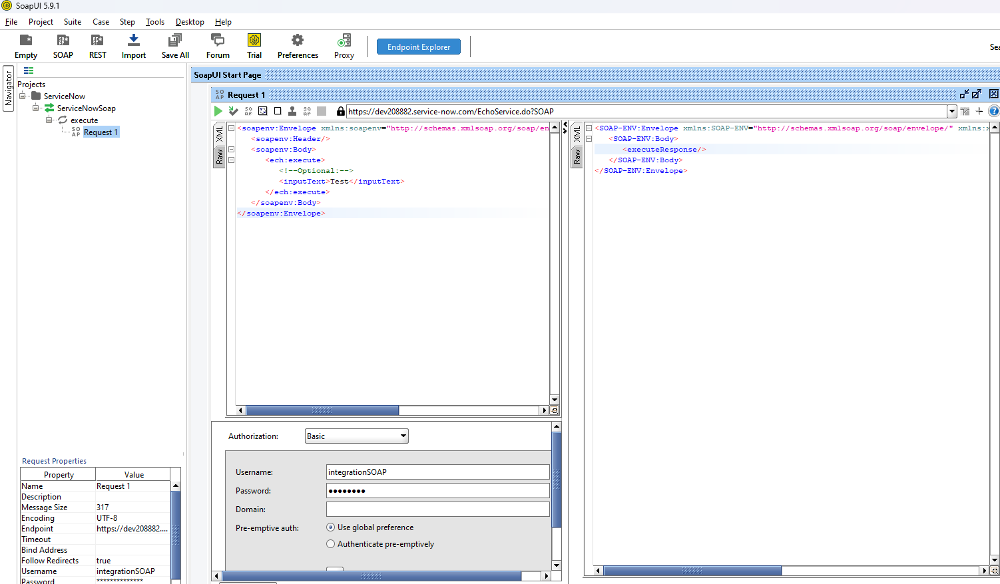 SoapUI 5.9.1
File Project Suite Case Step Tools Desktop Help
Empty SOAP REST Import Save All Forum Trial Preferences Proxy Endpoint Explorer Sea
Navigator
Projects
ServiceNow
ServiceNowSoap
execute
SO AP Request 1
SoapUI Start Page
SO AP Request 1
https://dev208882.service-now.com/EchoService.do?SOAP
XML
Raw
<soapenv:Envelope xmlns:soapenv="http://schemas.xmlsoap.org/soap/en
<soapenv:Header/>
<soapenv:Body>
<ech:execute>
<!--Optional:-->
<inputText>Test</inputText>
</ech:execute>
</soapenv:Body>
</soapenv:Envelope>
XML
Raw
<SOAP-ENV:Envelope xmlns:SOAP-ENV="http://schemas.xmlsoap.org/soap/envelope/" xmlns:x
<SOAP-ENV:Body>
<executeResponse/>
</SOAP-ENV:Body>
</SOAP-ENV:Envelope>
Authorization: Basic
Username: integrationSOAP
Password: ●●●●●●●●
Domain:
Pre-emptive auth: Use global preference
Authenticate pre-emptively
Request Properties
Property Value
Name Request 1
Description
Message Size 317
Encoding UTF-8
Endpoint https://dev208882....
Timeout
Bind Address
Follow Redirects true
Username integrationSOAP
Password **************